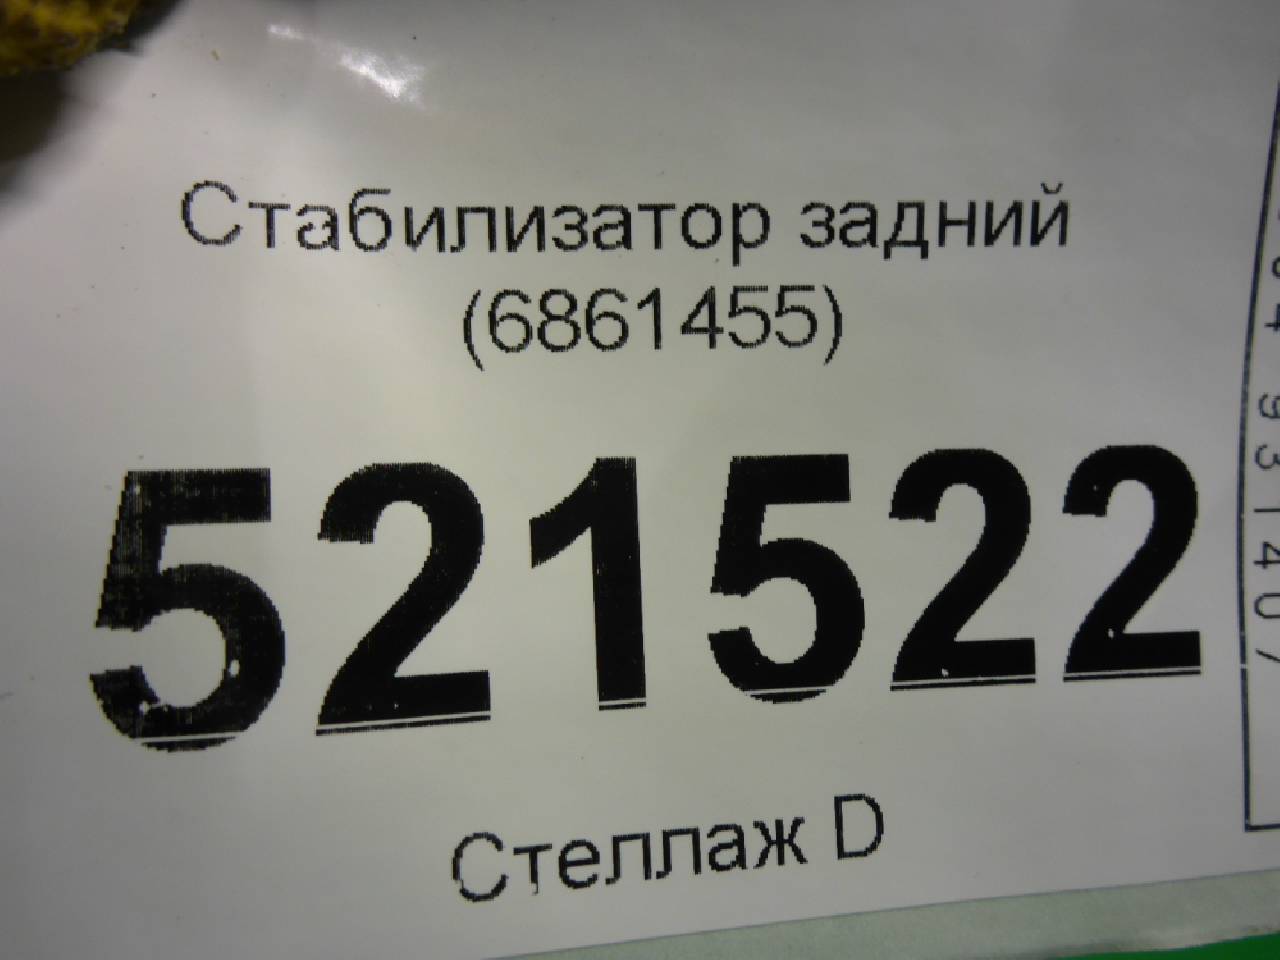 Стабилизатор задний
(6861455)
521522
Стеллаж D